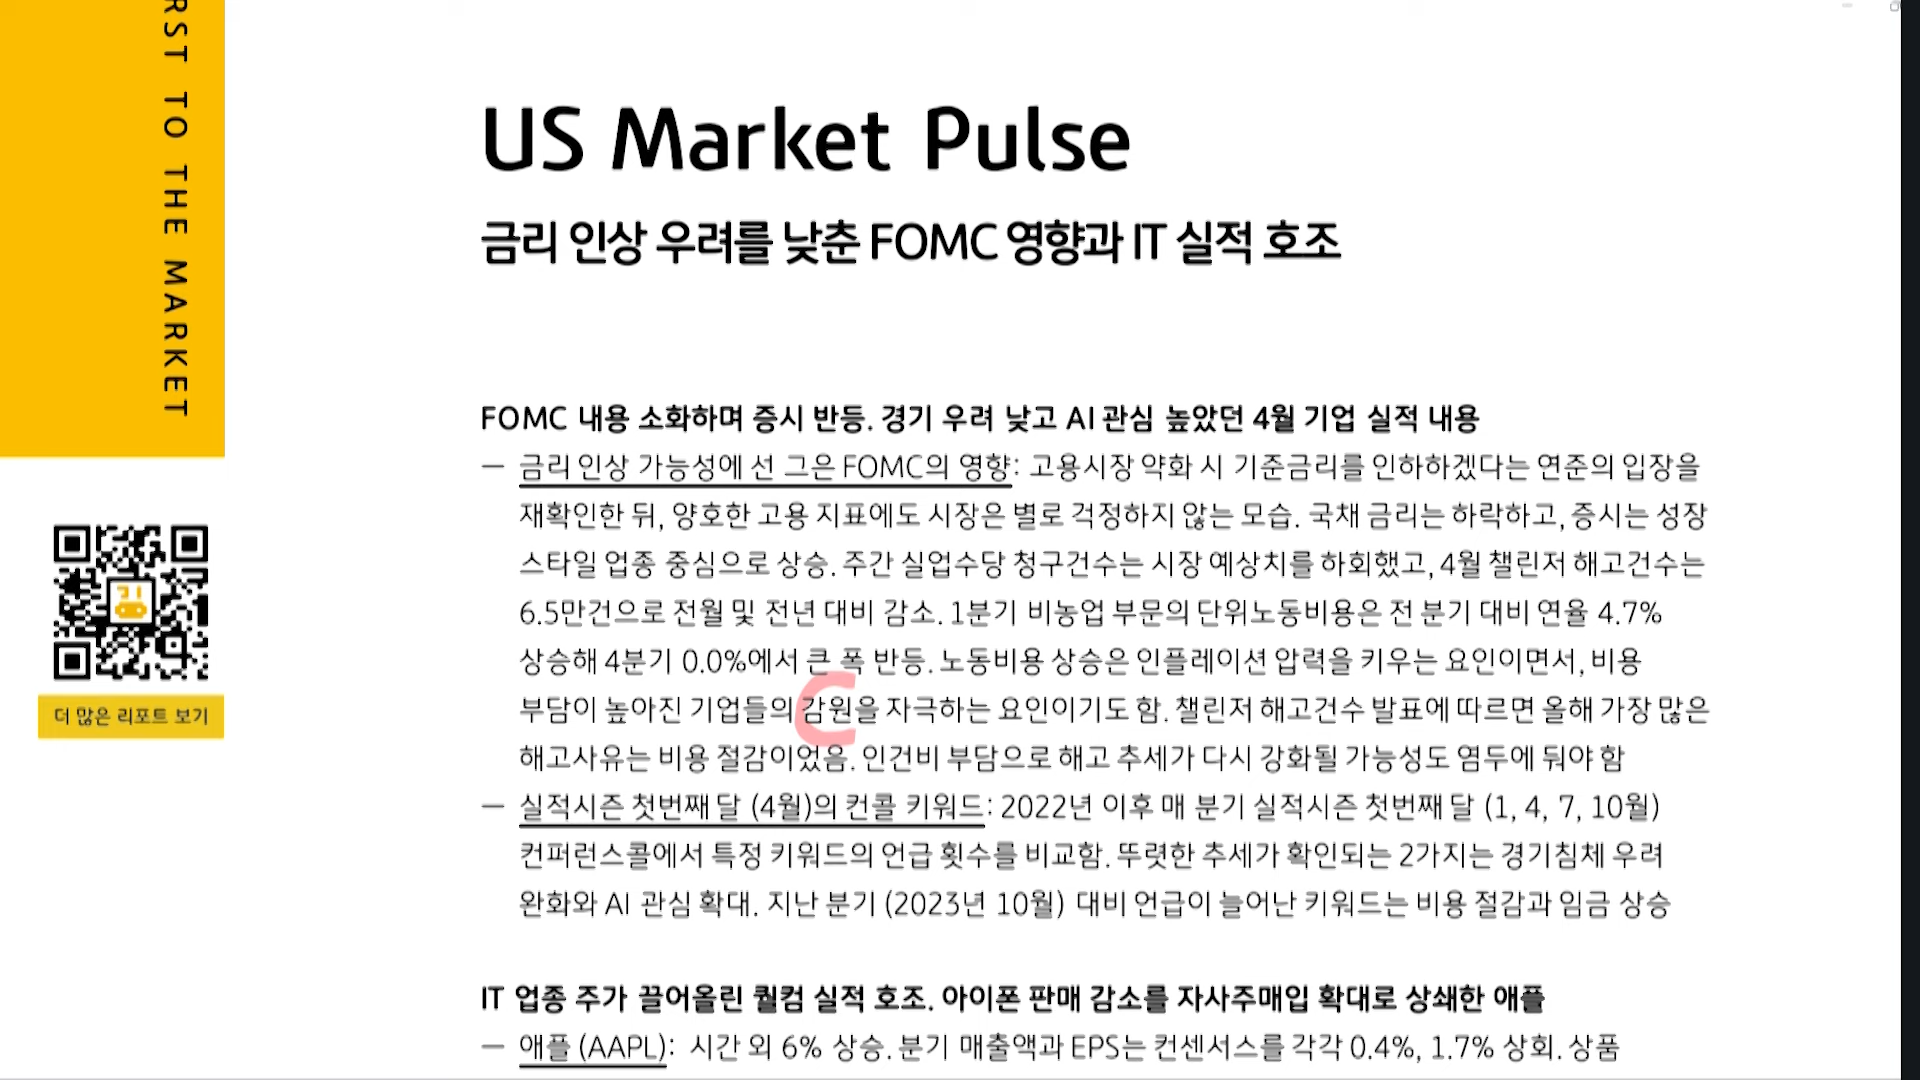 RST TO THE MARKET
US Market Pulse
금리 인상 우려를 낮춘 FOMC 영향과 IT 실적 호조
FOMC 내용 소화하며 증시 반등. 경기 우려 낮고 AI 관심 높았던 4월 기업 실적 내용
— 금리 인상 가능성에 선 그은 FOMC의 영향: 고용시장 약화 시 기준금리를 인하하겠다는 연준의 입장을
재확인한 뒤, 양호한 고용 지표에도 시장은 별로 걱정하지 않는 모습. 국채 금리는 하락하고, 증시는 성장
스타일 업종 중심으로 상승. 주간 실업수당 청구건수는 시장 예상치를 하회했고, 4월 챌린저 해고건수는
6.5만건으로 전월 및 전년 대비 감소. 1분기 비농업 부문의 단위노동비용은 전 분기 대비 연율 4.7%
상승해 4분기 0.0%에서 큰 폭 반등. 노동비용 상승은 인플레이션 압력을 키우는 요인이면서, 비용
부담이 높아진 기업들의 감원을 자극하는 요인이기도 함. 챌린저 해고건수 발표에 따르면 올해 가장 많은
해고사유는 비용 절감이었음. 인건비 부담으로 해고 추세가 다시 강화될 가능성도 염두에 둬야 함
— 실적시즌 첫번째 달 (4월)의 컨콜 키워드: 2022년 이후 매 분기 실적시즌 첫번째 달 (1, 4, 7, 10월)
컨퍼런스콜에서 특정 키워드의 언급 횟수를 비교함. 뚜렷한 추세가 확인되는 2가지는 경기침체 우려
완화와 AI 관심 확대. 지난 분기 (2023년 10월) 대비 언급이 늘어난 키워드는 비용 절감과 임금 상승
IT 업종 주가 끌어올린 퀄컴 실적 호조. 아이폰 판매 감소를 자사주매입 확대로 상쇄한 애플
— 애플 (AAPL): 시간 외 6% 상승. 분기 매출액과 EPS는 컨센서스를 각각 0.4%, 1.7% 상회. 상품
더 많은 리포트 보기